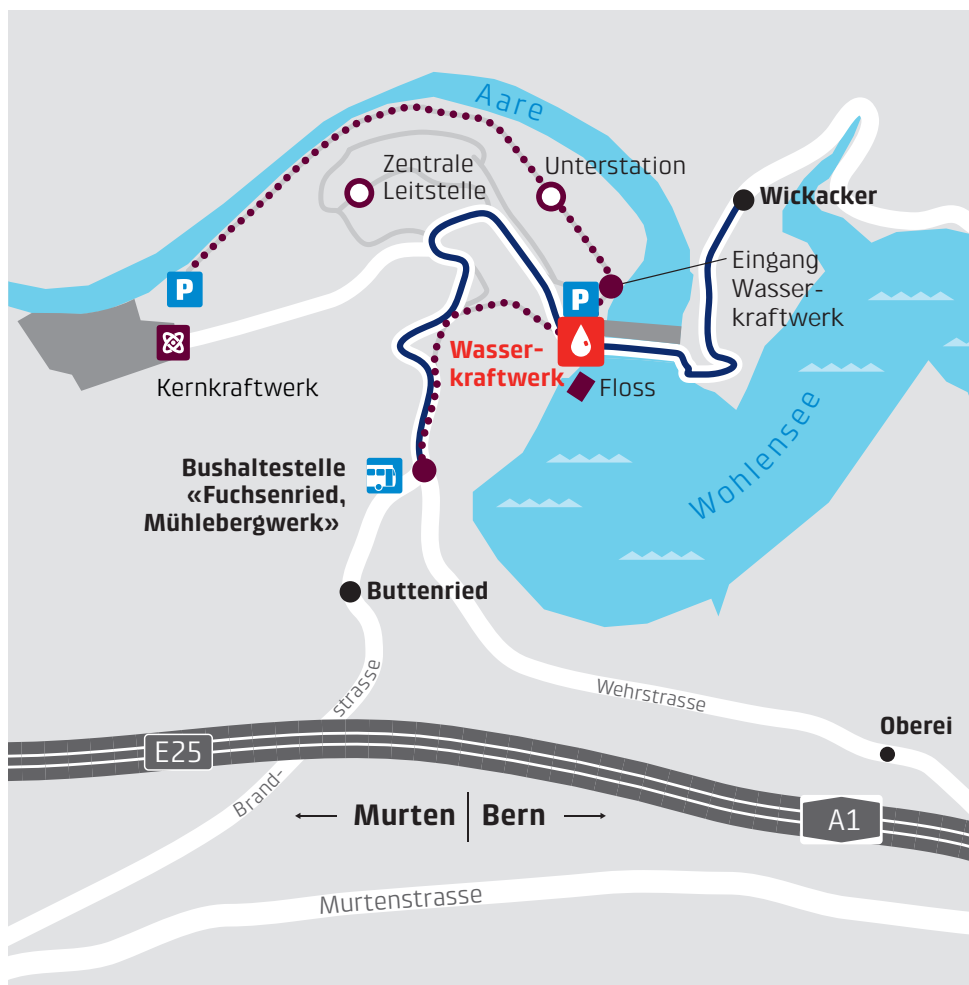 Aare
Zentrale
Leitstelle
Unterstation
Wickacker
P
Eingang
Wasser-
kraftwerk
P
Wasser-
kraftwerk
Kernkraftwerk
Floss
Wohlensee
Bushaltestelle
«Fuchsenried,
Mühlebergwerk»
Buttenried
strasse
Wehrstrasse
Oberei
E25
Brand-
Murten | Bern
A1
Murtenstrasse